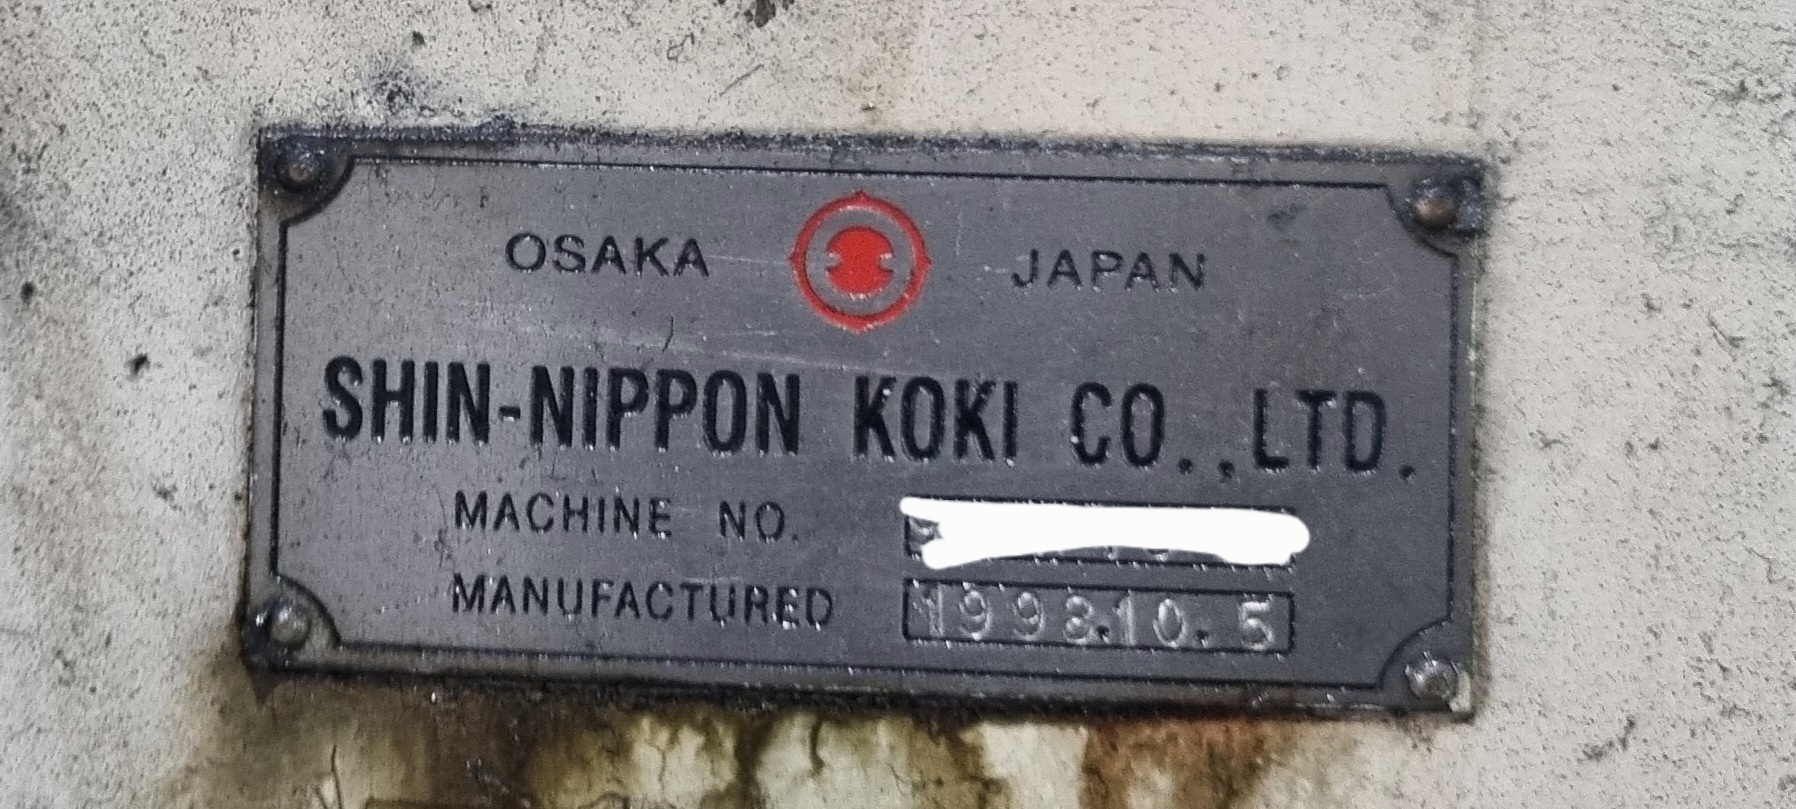 OSAKA JAPAN
SHIN-NIPPON KOKI CO., LTD.
MACHINE NO.
MANUFACTURED 1998.10.5